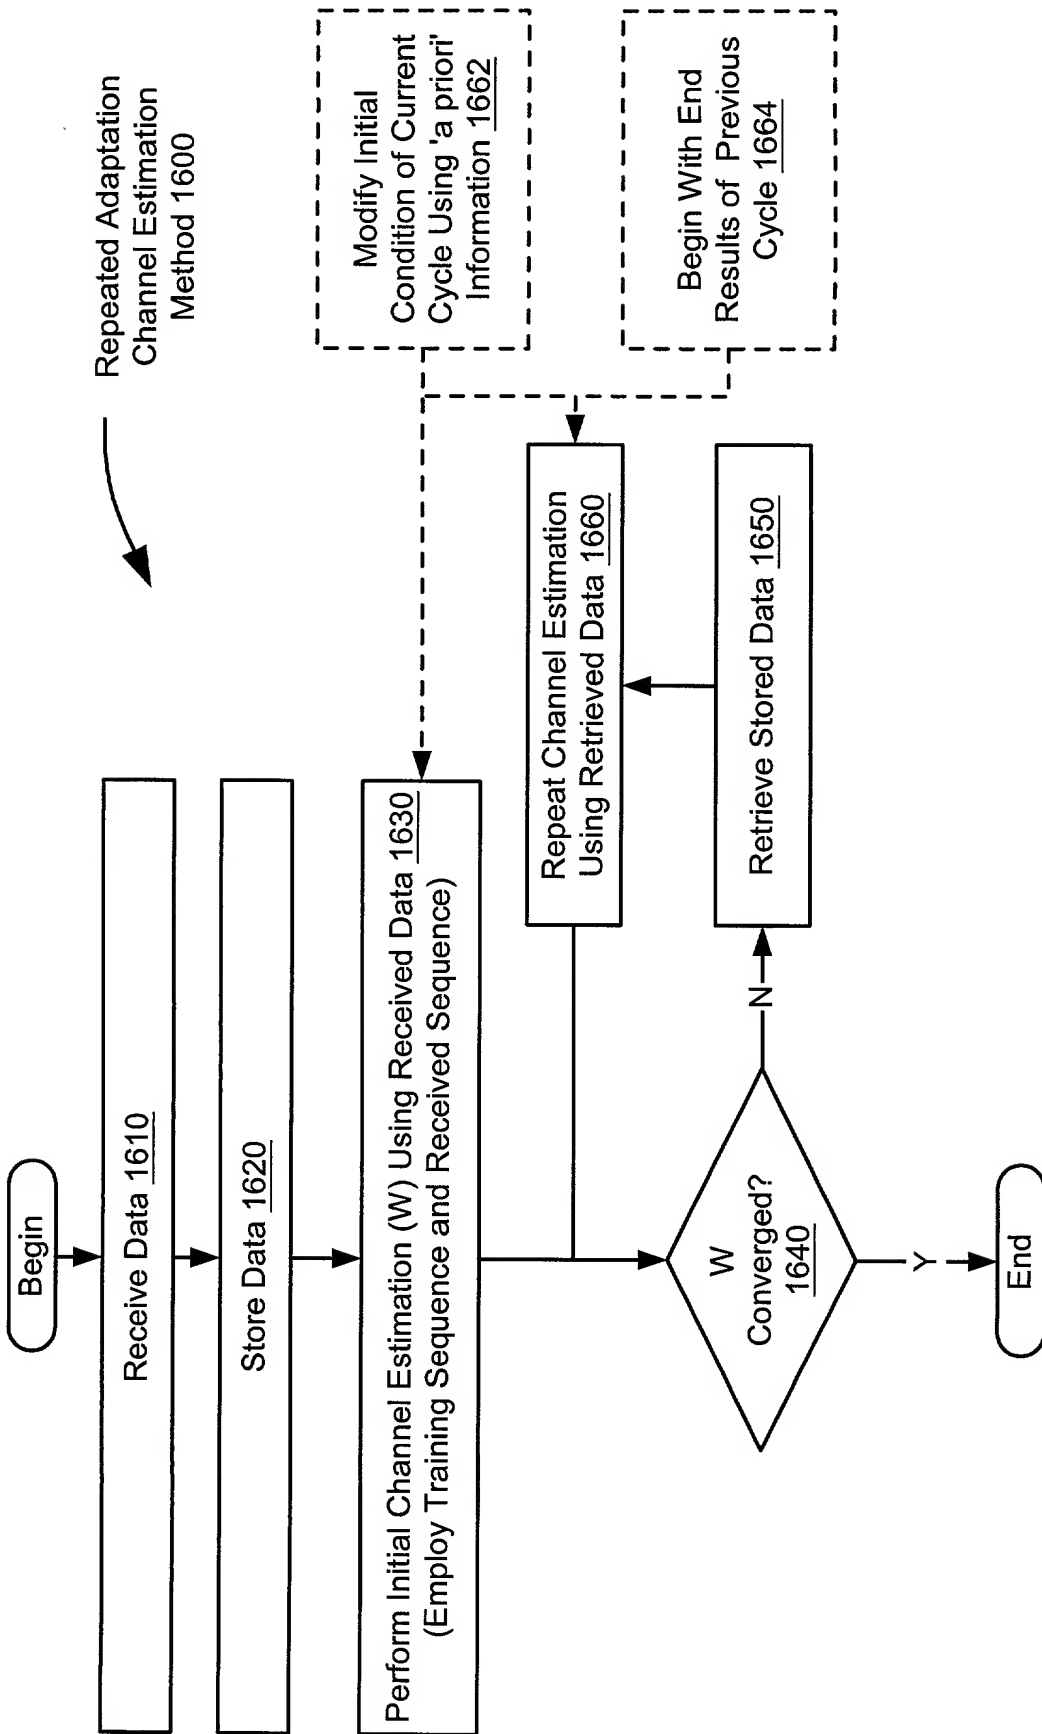 Repeated Adaptation
Channel Estimation
Method 1600
Begin
Receive Data 1610
Store Data 1620
Perform Initial Channel Estimation (W) Using Received Data 1630
(Employ Training Sequence and Received Sequence)
Modify Initial
Condition of Current
Cycle Using 'a priori'
Information 1662
Repeat Channel Estimation
Using Retrieved Data 1660
Begin With End
Results of Previous
Cycle 1664
W
Converged?
1640
N
Retrieve Stored Data 1650
Y
End